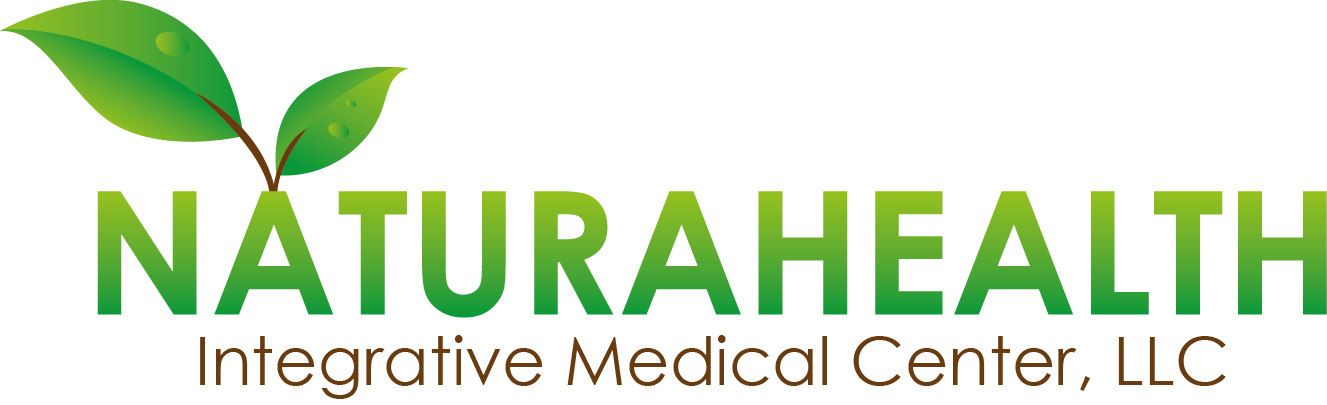 NATURAHEALTH
Integrative Medical Center, LLC